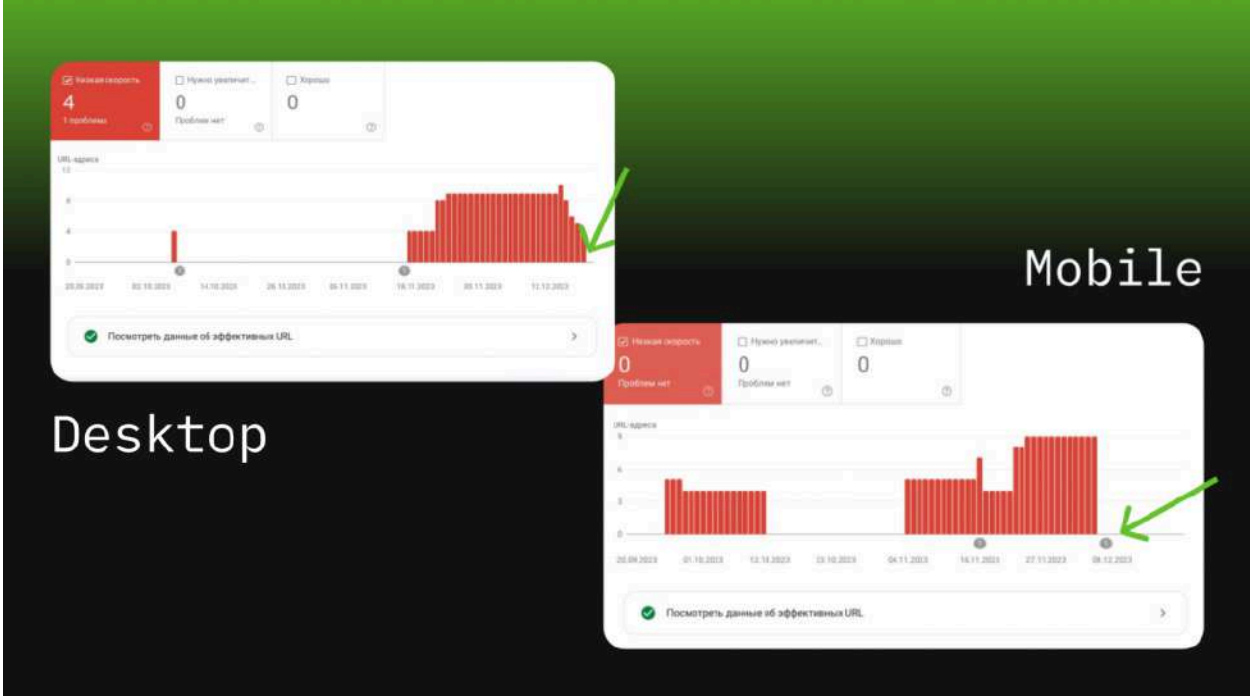 Низкая скорость
4
1 проблема
Нужно увеличит...
0
Проблем нет
Хорошо
0
URL-адреса
12
8
4
0
20.09.2023 02.10.2023 14.10.2023 26.10.2023 18.11.2023 30.11.2023 12.12.2023
Посмотреть данные об эффективных URL
Desktop
Mobile
Низкая скорость
0
Проблем нет
Нужно увеличит...
0
Проблем нет
Хорошо
0
URL-адреса
9
6
3
0
20.09.2023 01.10.2023 12.10.2023 23.10.2023 04.11.2023 16.11.2023 27.11.2023 08.12.2023
Посмотреть данные об эффективных URL